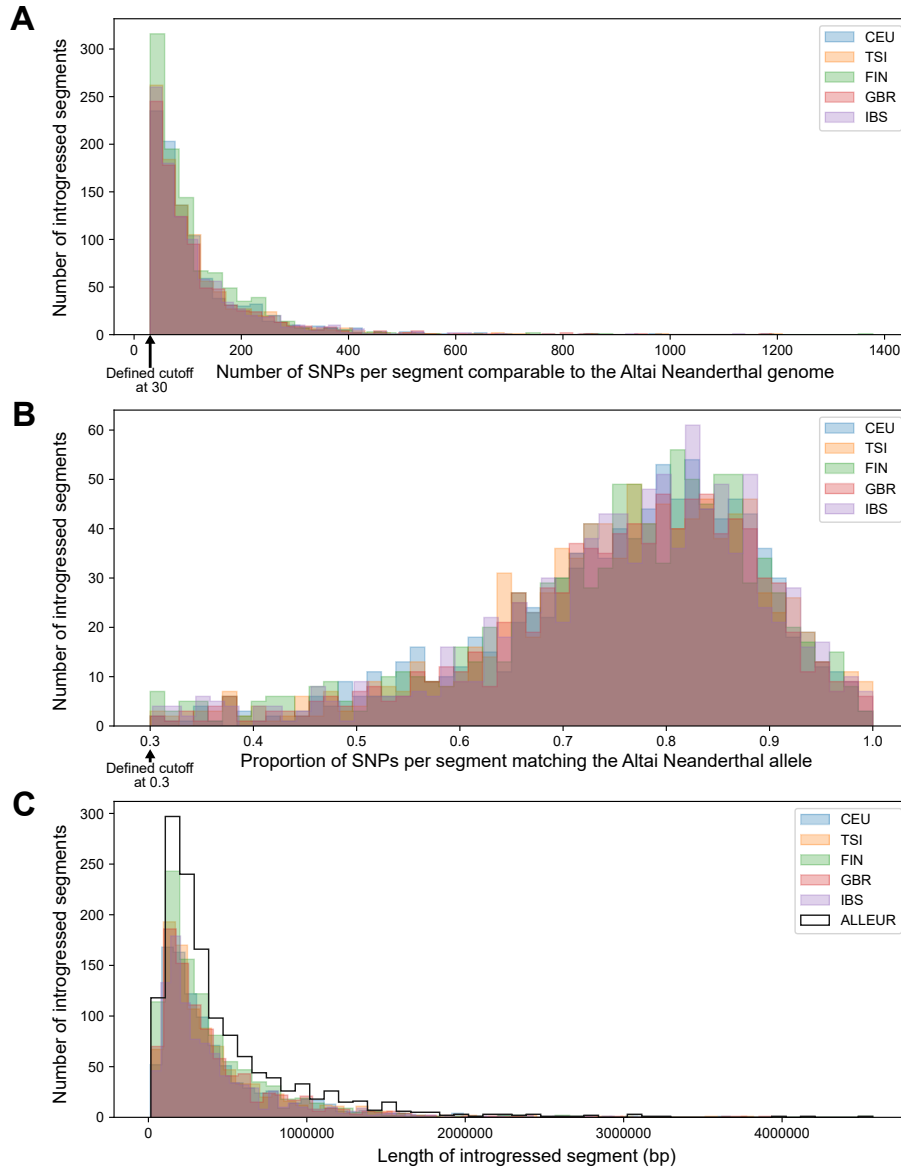 A
Number of introgressed segments
300
250
200
150
100
50
0
CEU
TSI
FIN
GBR
IBS
0 200 400 600 800 1000 1200 1400
Defined cutoff
at 30
Number of SNPs per segment comparable to the Altai Neanderthal genome
B
Number of introgressed segments
60
50
40
30
20
10
0
CEU
TSI
FIN
GBR
IBS
0.3 0.4 0.5 0.6 0.7 0.8 0.9 1.0
Defined cutoff
at 0.3
Proportion of SNPs per segment matching the Altai Neanderthal allele
C
Number of introgressed segments
300
250
200
150
100
50
0
CEU
TSI
FIN
GBR
IBS
ALLEUR
0 1000000 2000000 3000000 4000000
Length of introgressed segment (bp)